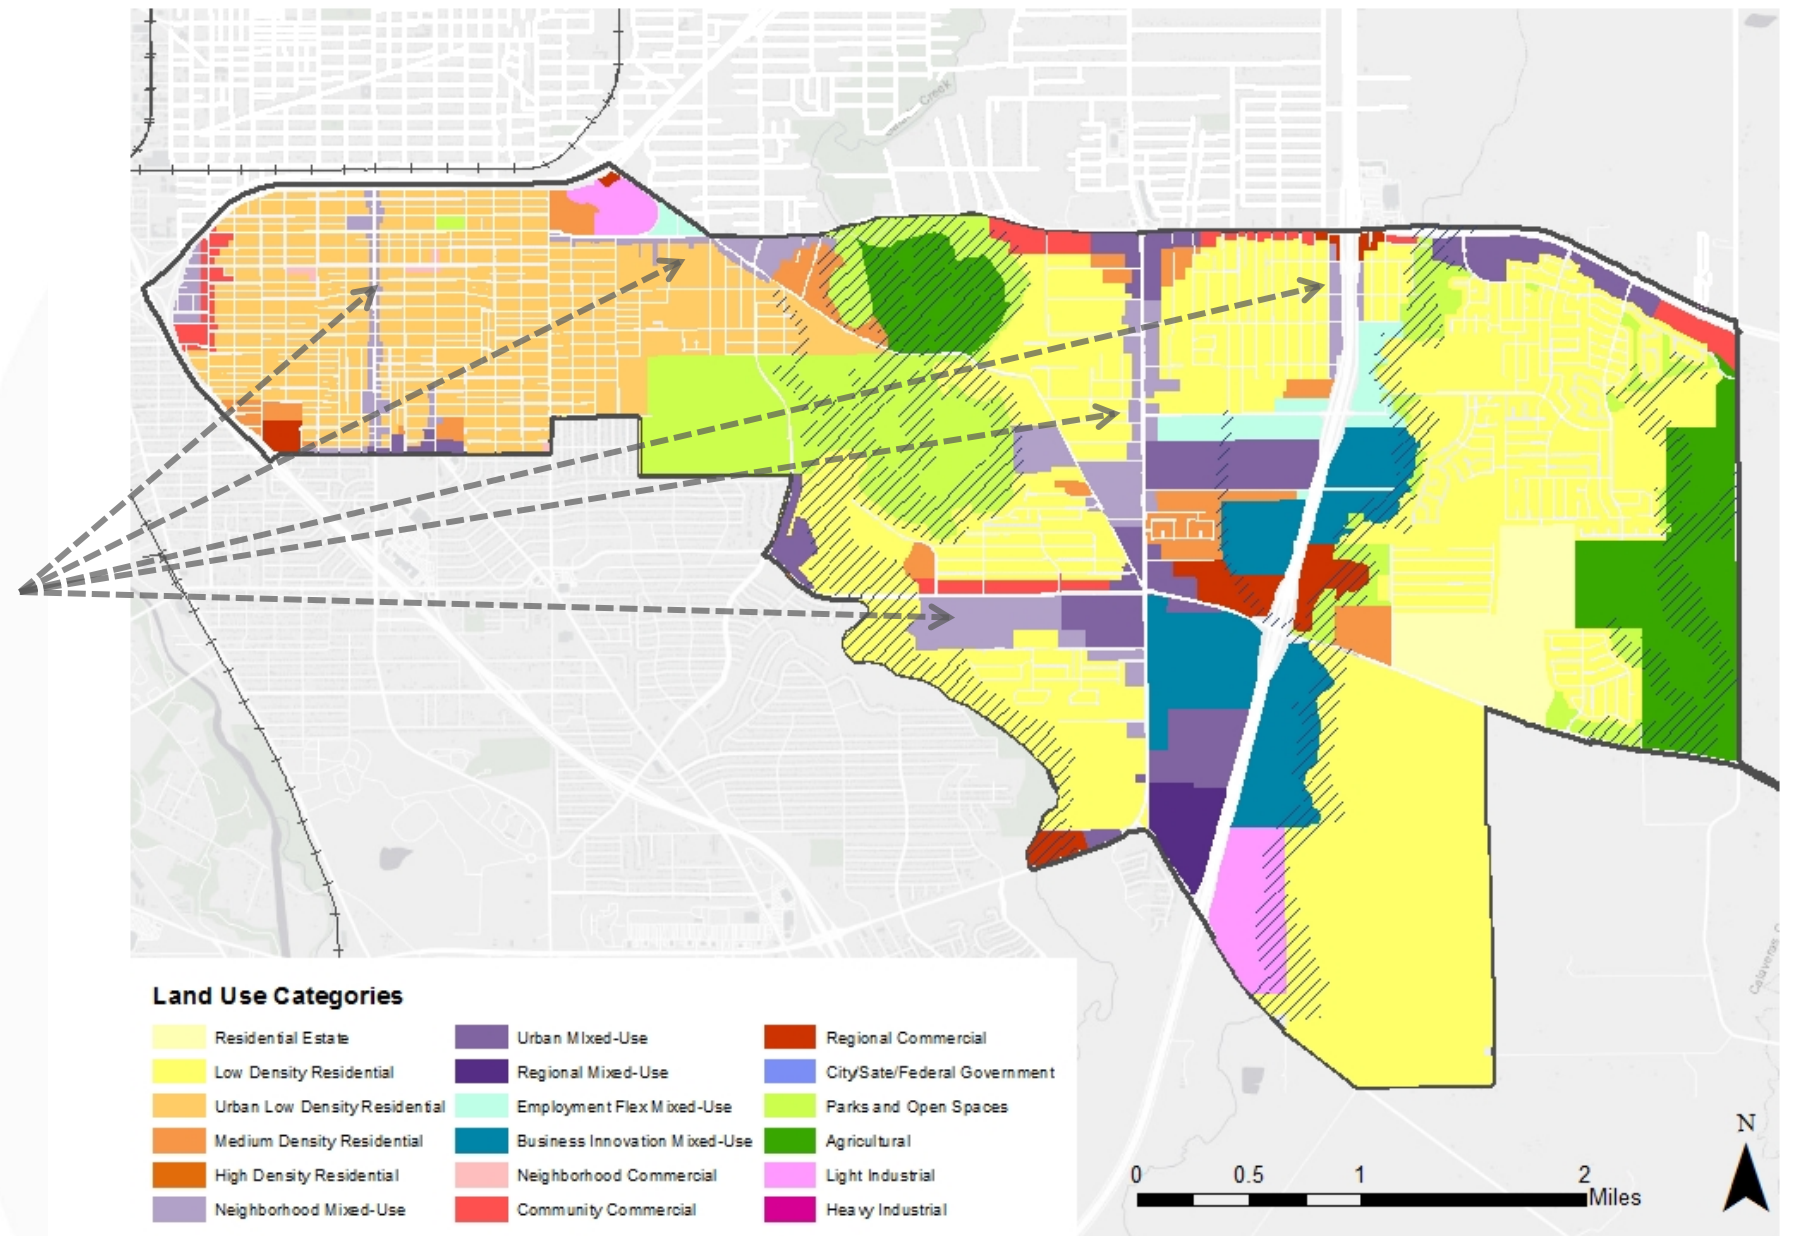 Creek
Calaveras C
Land Use Categories
Residential Estate
Low Density Residential
Urban Low Density Residential
Medium Density Residential
High Density Residential
Neighborhood Mixed-Use
Urban Mixed-Use
Regional Mixed-Use
Employment Flex Mixed-Use
Business Innovation Mixed-Use
Neighborhood Commercial
Community Commercial
Regional Commercial
City/Sate/Federal Government
Parks and Open Spaces
Agricultural
Light Industrial
Heavy Industrial
N
0 0.5 1 2
Miles